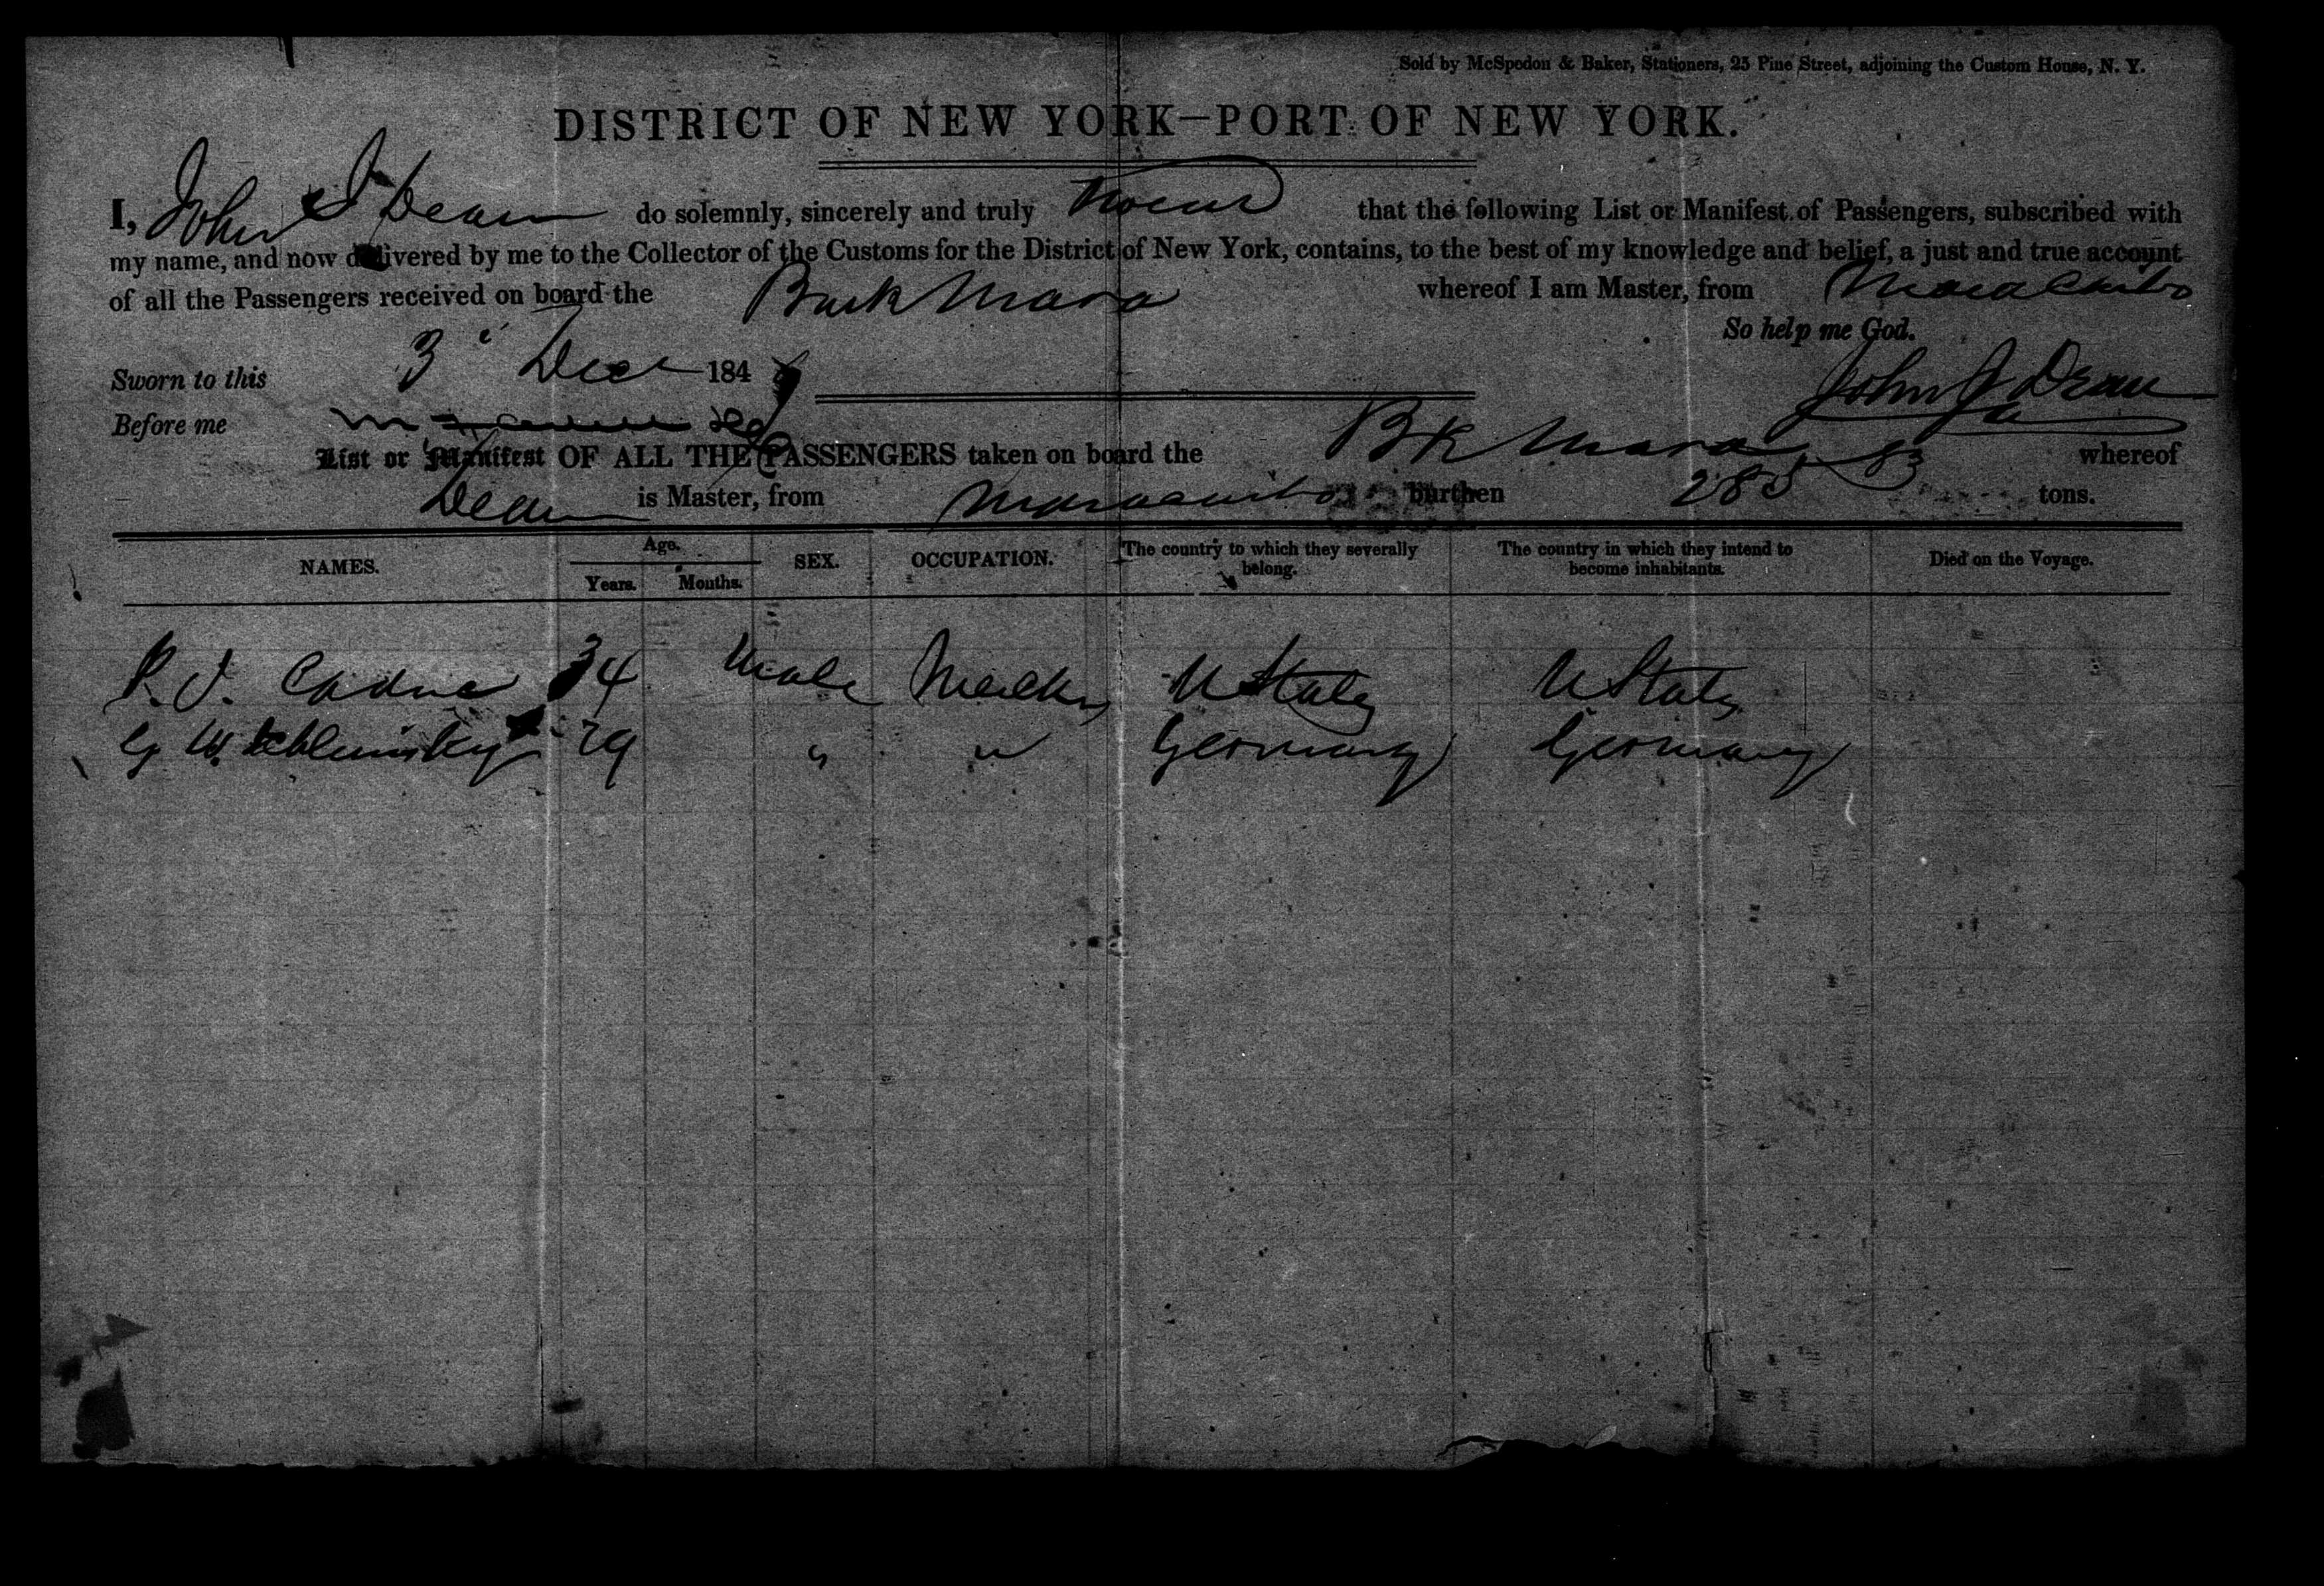 Sold by McSpedon & Baker, Stationers, 25 Pine Street, adjoining the Custom House, N. Y.
DISTRICT OF NEW YORK—PORT OF NEW YORK.
I, John J Dean do solemnly, sincerely and truly swear that the following List or Manifest of Passengers, subscribed with
my name, and now delivered by me to the Collector of the Customs for the District of New York, contains, to the best of my knowledge and belief, a just and true account
of all the Passengers received on board the Bark Mara whereof I am Master, from Maracaibo
So help me God.
Sworn to this 3 Dec 184
John J Dean
Before me
List or Manifest OF ALL THE PASSENGERS taken on board the Bk Mara whereof
Dean is Master, from Maracaibo burthen 285 83 tons.
NAMES. Age. Years. Months. SEX. OCCUPATION. The country to which they severally belong. The country in which they intend to become inhabitants. Died on the Voyage.
P. J. 34 Male U States U States
G W 29 " " Germany Germany